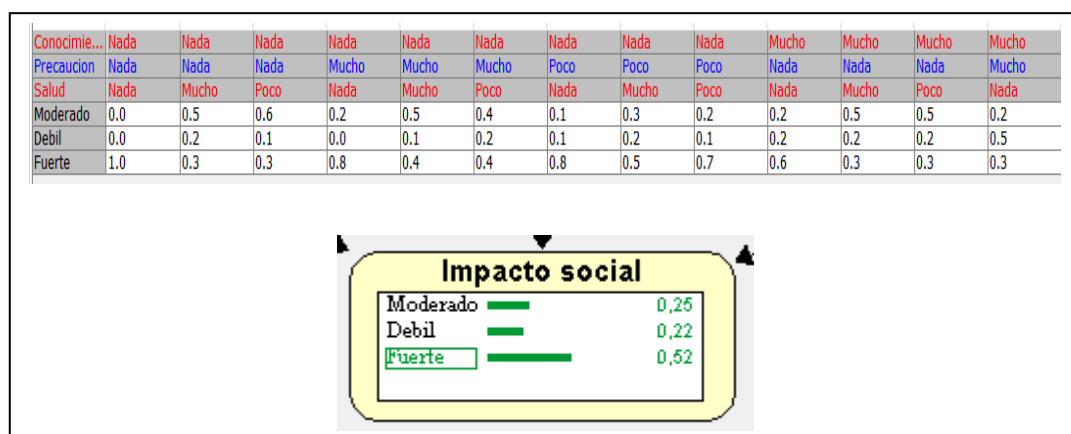 Conocimie... Nada Nada Nada Nada Nada Nada Nada Nada Nada Mucho Mucho Mucho Mucho
Precaucion Nada Nada Nada Mucho Mucho Mucho Poco Poco Poco Nada Nada Nada Mucho
Salud Nada Mucho Poco Nada Mucho Poco Nada Mucho Poco Nada Mucho Poco Nada
Moderado 0.0 0.5 0.6 0.2 0.5 0.4 0.1 0.3 0.2 0.2 0.5 0.5 0.2
Debil 0.0 0.2 0.1 0.0 0.1 0.2 0.1 0.2 0.1 0.2 0.2 0.2 0.5
Fuerte 1.0 0.3 0.3 0.8 0.4 0.4 0.8 0.5 0.7 0.6 0.3 0.3 0.3
Impacto social
Moderado 0,25
Debil 0,22
Fuerte 0,52